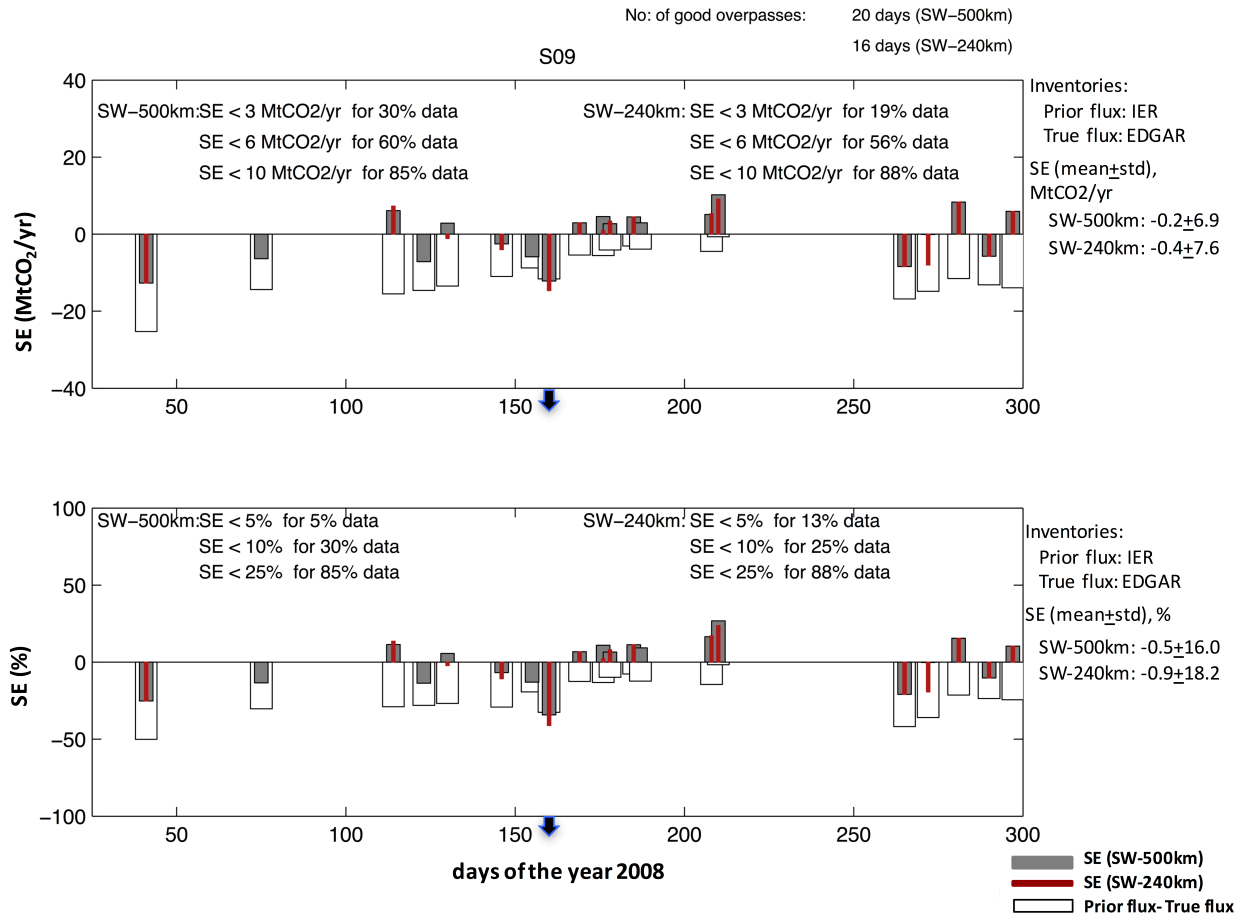 No: of good overpasses: 20 days (SW−500km)
16 days (SW−240km)
S09
SW−500km: SE < 3 MtCO2/yr for 30% data
SE < 6 MtCO2/yr for 60% data
SE < 10 MtCO2/yr for 85% data
SW−240km: SE < 3 MtCO2/yr for 19% data
SE < 6 MtCO2/yr for 56% data
SE < 10 MtCO2/yr for 88% data
Inventories:
Prior flux: IER
True flux: EDGAR
SE (mean±std),
MtCO2/yr
SW-500km: -0.2±6.9
SW-240km: -0.4±7.6
SE (MtCO2/yr)
40
20
0
−20
−40
50 100 150 200 250 300
SW−500km: SE < 5% for 5% data
SE < 10% for 30% data
SE < 25% for 85% data
SW−240km: SE < 5% for 13% data
SE < 10% for 25% data
SE < 25% for 88% data
Inventories:
Prior flux: IER
True flux: EDGAR
SE (mean±std), %
SW-500km: -0.5±16.0
SW-240km: -0.9±18.2
SE (%)
100
50
0
−50
−100
50 100 150 200 250 300
days of the year 2008
SE (SW-500km)
SE (SW-240km)
Prior flux- True flux